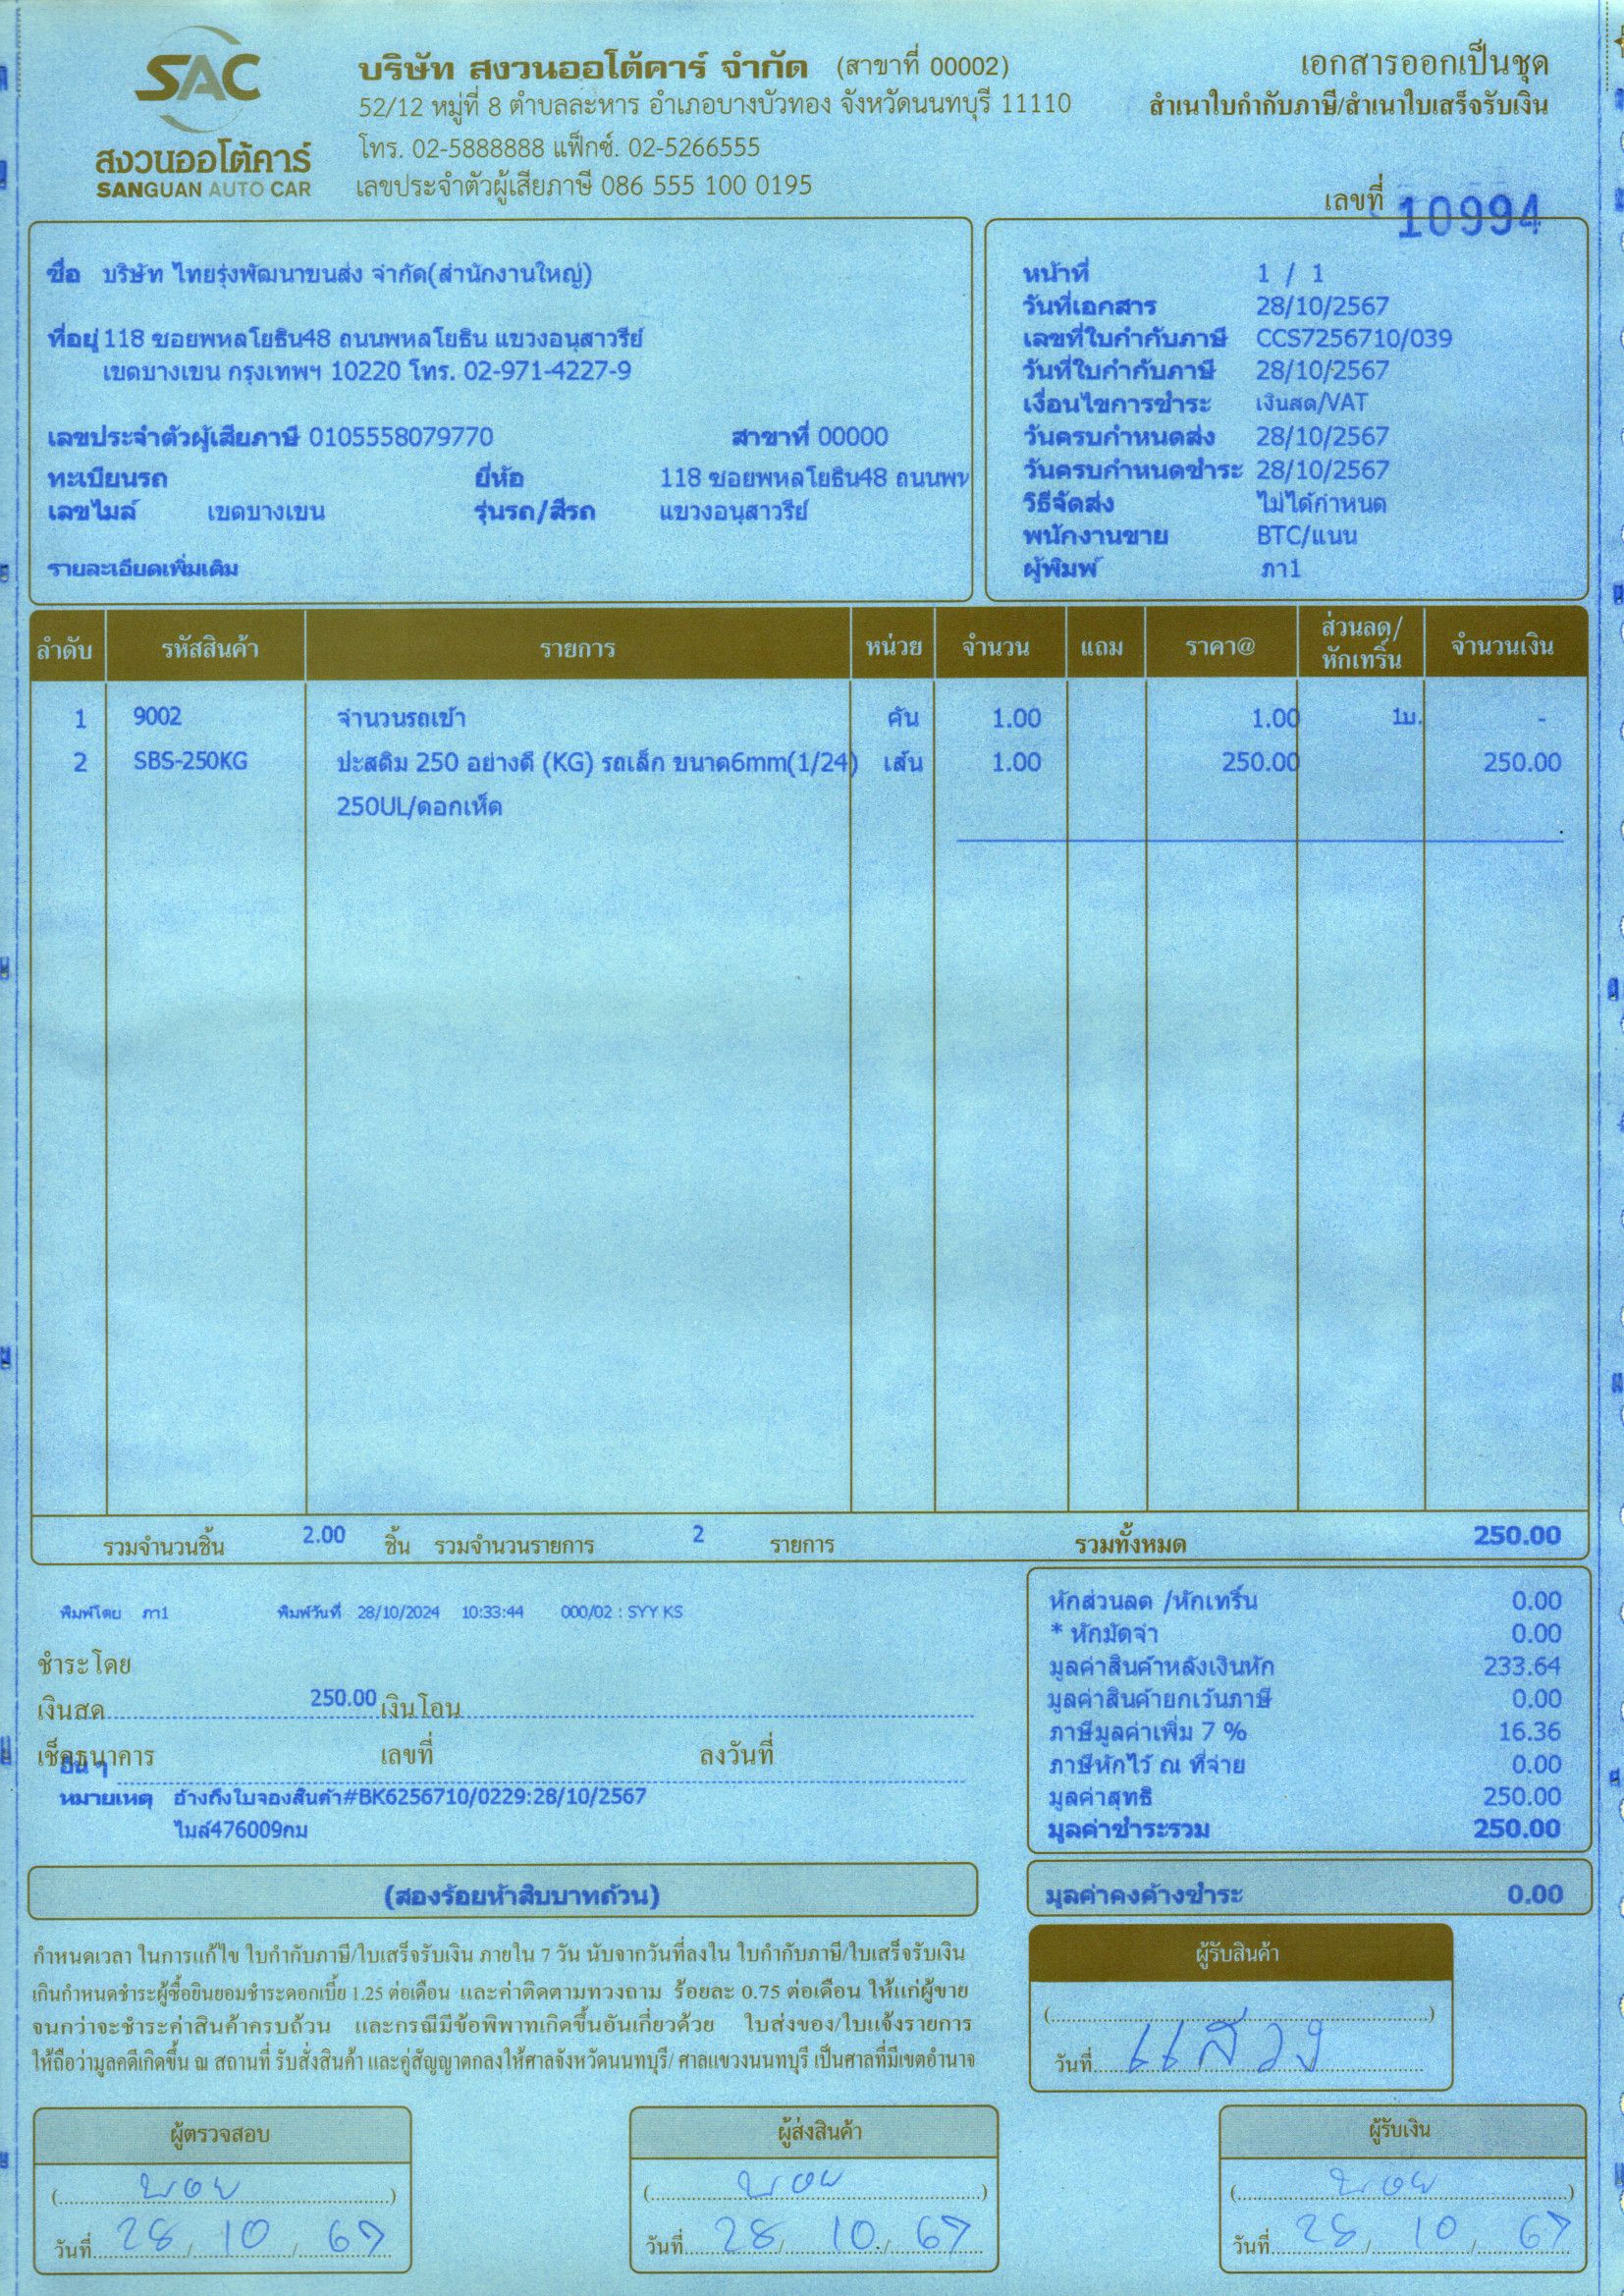 SAC
สงวนออโต้คาร์
SANGUAN AUTO CAR
บริษัท สงวนออโต้คาร์ จำกัด (สาขาที่ 00002)
52/12 หมู่ที่ 8 ตำบลละหาร อำเภอบางบัวทอง จังหวัดนนทบุรี 11110
โทร. 02-5888888 แฟ็กซ์. 02-5266555
เลขประจำตัวผู้เสียภาษี 086 555 100 0195
เอกสารออกเป็นชุด
สำเนาใบกำกับภาษี/สำเนาใบเสร็จรับเงิน
เลขที่ 10994
ชื่อ บริษัท ไทยรุ่งพัฒนาขนส่ง จำกัด(สำนักงานใหญ่)
ที่อยู่ 118 ซอยพหลโยธิน48 ถนนพหลโยธิน แขวงอนุสาวรีย์
เขตบางเขน กรุงเทพฯ 10220 โทร. 02-971-4227-9
เลขประจำตัวผู้เสียภาษี 0105558079770 สาขาที่ 00000
ทะเบียนรถ ยี่ห้อ 118 ซอยพหลโยธิน48 ถนนพห
เลขไมล์ เขตบางเขน รุ่นรถ/สีรถ แขวงอนุสาวรีย์
รายละเอียดเพิ่มเติม
หน้าที่ 1 / 1
วันที่เอกสาร 28/10/2567
เลขที่ใบกำกับภาษี CCS7256710/039
วันที่ใบกำกับภาษี 28/10/2567
เงื่อนไขการชำระ เงินสด/VAT
วันครบกำหนดส่ง 28/10/2567
วันครบกำหนดชำระ 28/10/2567
วิธีจัดส่ง ไม่ได้กำหนด
พนักงานขาย BTC/แนน
ผู้พิมพ์ ภา1
ลำดับ รหัสสินค้า รายการ หน่วย จำนวน แถม ราคา@ ส่วนลด/หักเทริ์น จำนวนเงิน
1 9002 จำนวนรถเข้า คัน 1.00 1.00 1บ. -
2 SBS-250KG ปะสติม 250 อย่างดี (KG) รถเล็ก ขนาด6mm(1/24) เส้น 1.00 250.00 250.00
250UL/ดอกเห็ด
รวมจำนวนชิ้น 2.00 ชิ้น รวมจำนวนรายการ 2 รายการ รวมทั้งหมด 250.00
พิมพ์โดย ภา1 พิมพ์วันที่ 28/10/2024 10:33:44 000/02 : SYY KS
ชำระโดย
เงินสด 250.00 เงินโอน
เช็คธนาคาร เลขที่ ลงวันที่
อื่น ๆ
หมายเหตุ อ้างถึงใบจองสินค้า#BK6256710/0229:28/10/2567
ไมล์476009กม
หักส่วนลด /หักเทริ์น 0.00
* หักมัดจำ 0.00
มูลค่าสินค้าหลังเงินหัก 233.64
มูลค่าสินค้ายกเว้นภาษี 0.00
ภาษีมูลค่าเพิ่ม 7 % 16.36
ภาษีหักไว้ ณ ที่จ่าย 0.00
มูลค่าสุทธิ 250.00
มูลค่าชำระรวม 250.00
(สองร้อยห้าสิบบาทถ้วน)
มูลค่าคงค้างชำระ 0.00
กำหนดเวลา ในการแก้ไข ใบกำกับภาษี/ใบเสร็จรับเงิน ภายใน 7 วัน นับจากวันที่ลงใน ใบกำกับภาษี/ใบเสร็จรับเงิน
เกินกำหนดชำระผู้ซื้อยินยอมชำระดอกเบี้ย 1.25 ต่อเดือน และค่าติดตามทวงถาม ร้อยละ 0.75 ต่อเดือน ให้แก่ผู้ขาย
จนกว่าจะชำระค่าสินค้าครบถ้วน และกรณีมีข้อพิพาทเกิดขึ้นอันเกี่ยวด้วย ใบส่งของ/ใบแจ้งรายการ
ให้ถือว่ามูลคดีเกิดขึ้น ณ สถานที่ รับสั่งสินค้า และคู่สัญญาตกลงให้ศาลจังหวัดนนทบุรี/ ศาลแขวงนนทบุรี เป็นศาลที่มีเขตอำนาจ
ผู้รับสินค้า
วันที่ แสวง
ผู้ตรวจสอบ
วันที่ 28 / 10 / 67
ผู้ส่งสินค้า
วันที่ 28 / 10 / 67
ผู้รับเงิน
วันที่ 28 / 10 / 67